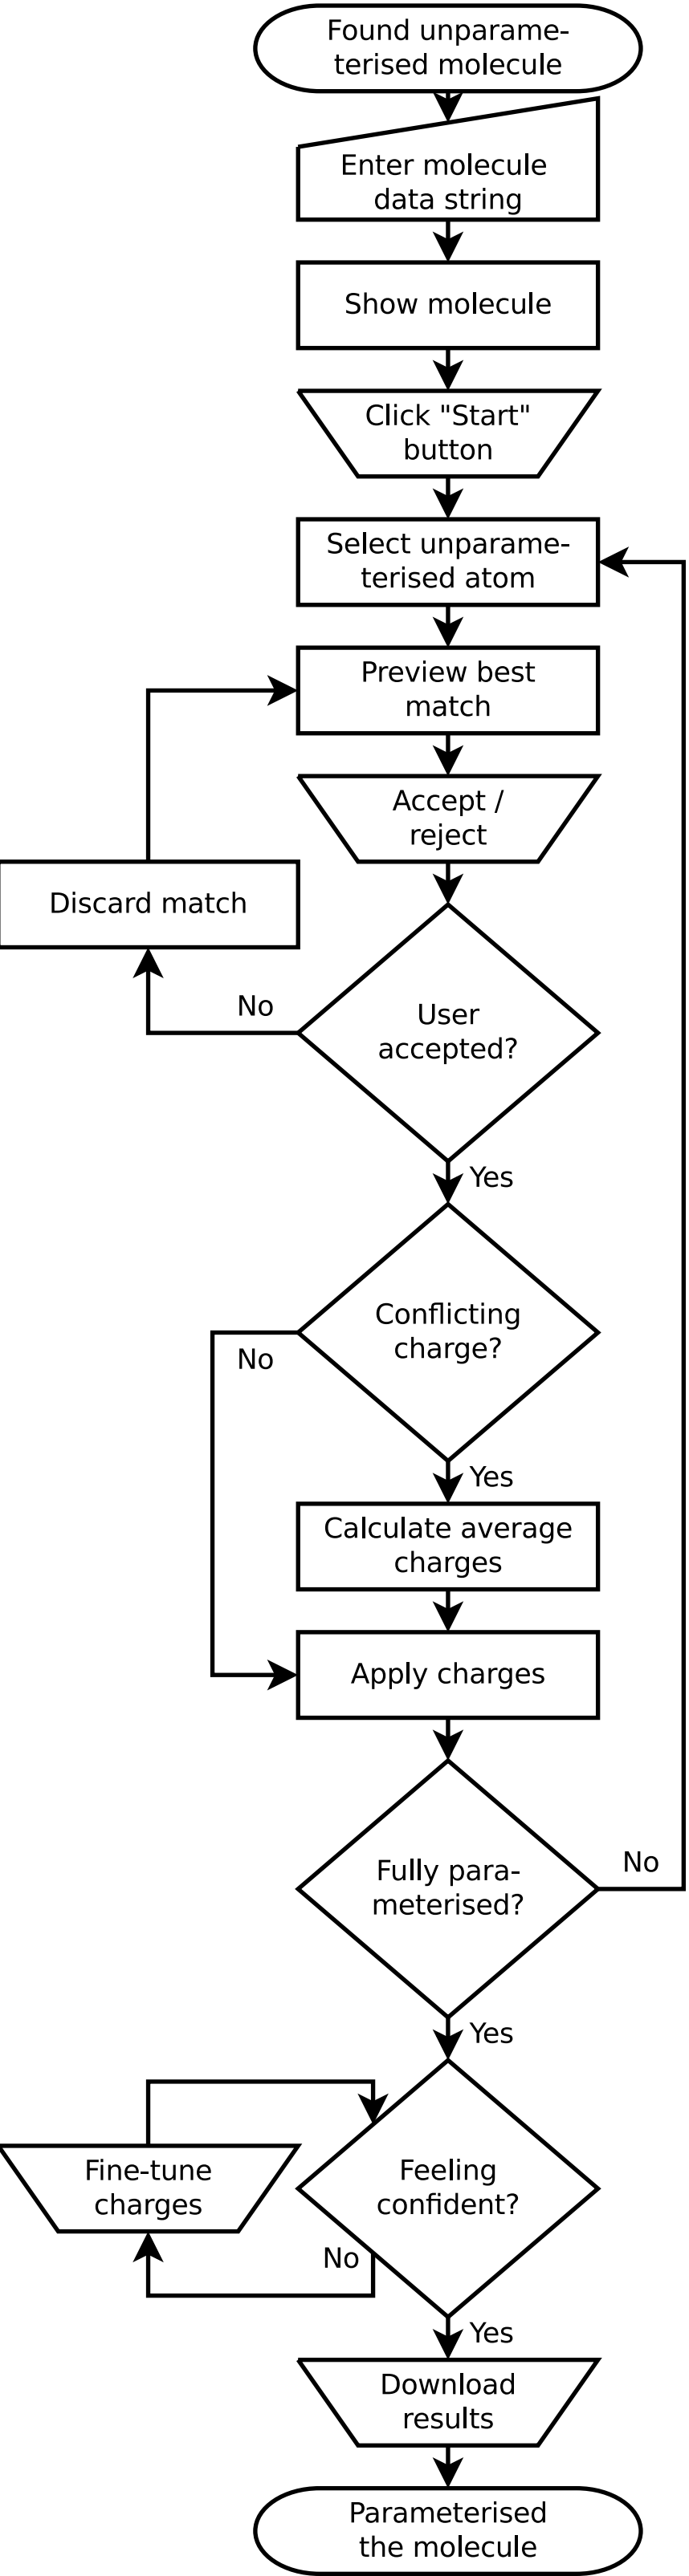 Found unparame-
terised molecule
Enter molecule
data string
Show molecule
Click "Start"
button
Select unparame-
terised atom
Preview best
match
Accept /
reject
Discard match
No
User
accepted?
Yes
Conflicting
charge?
No
Yes
Calculate average
charges
Apply charges
Fully para-
meterised?
No
Yes
Fine-tune
charges
Feeling
confident?
No
Yes
Download
results
Parameterised
the molecule